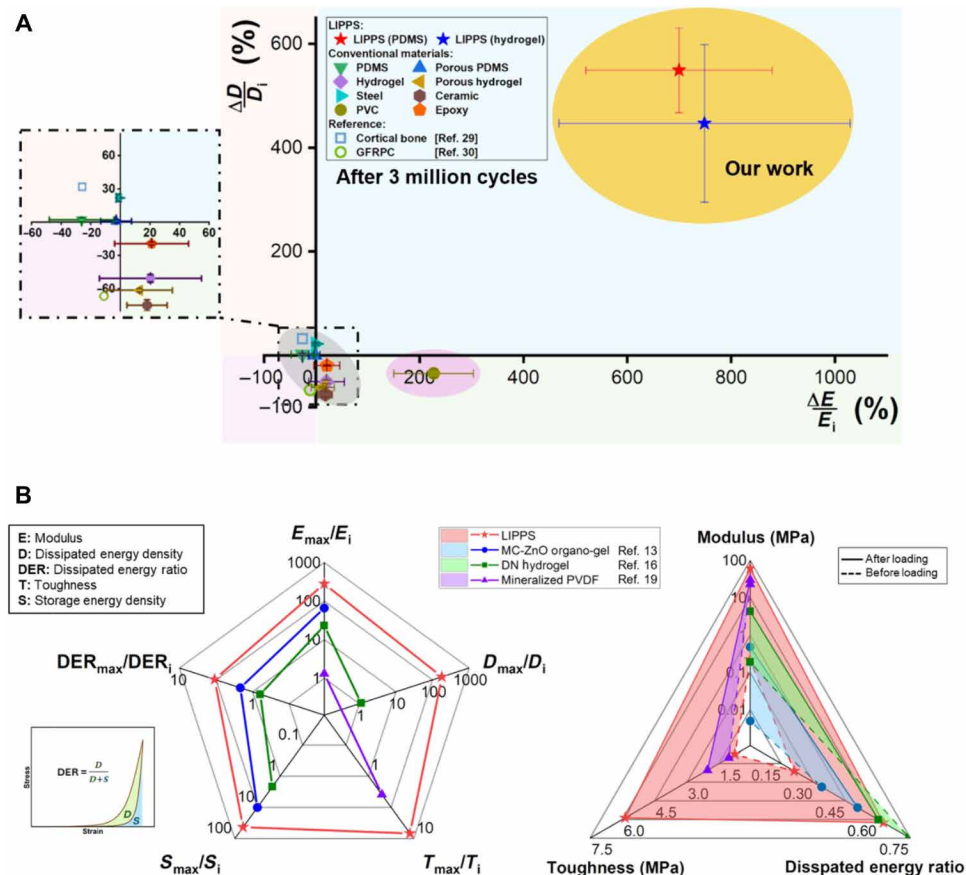 A
ΔD/Di (%)
600
400
200
0
–100
–100 0 200 400 600 800 1000
ΔE/Ei (%)
LIPPS:
LIPPS (PDMS) LIPPS (hydrogel)
Conventional materials:
PDMS Porous PDMS
Hydrogel Porous hydrogel
Steel Ceramic
PVC Epoxy
Reference:
Cortical bone [Ref. 29]
GFRPC [Ref. 30]
After 3 million cycles
Our work
60
30
–60 –40 –20 20 40 60
–30
–60
B
E: Modulus
D: Dissipated energy density
DER: Dissipated energy ratio
T: Toughness
S: Storage energy density
Emax/Ei
1000
100
10
1
DERmax/DERi
10
1
0.1
Dmax/Di
1 10 100 1000
Smax/Si
1
10
100
Tmax/Ti
1
10
DER = D/D+S
D
S
Stress
Strain
LIPPS
MC-ZnO organo-gel Ref. 13
DN hydrogel Ref. 16
Mineralized PVDF Ref. 19
After loading
Before loading
Modulus (MPa)
100
10
0.1
0.01
1.5 0.15
3.0 0.30
4.5 0.45
6.0 0.60
7.5 0.75
Toughness (MPa)
Disspated energy ratio